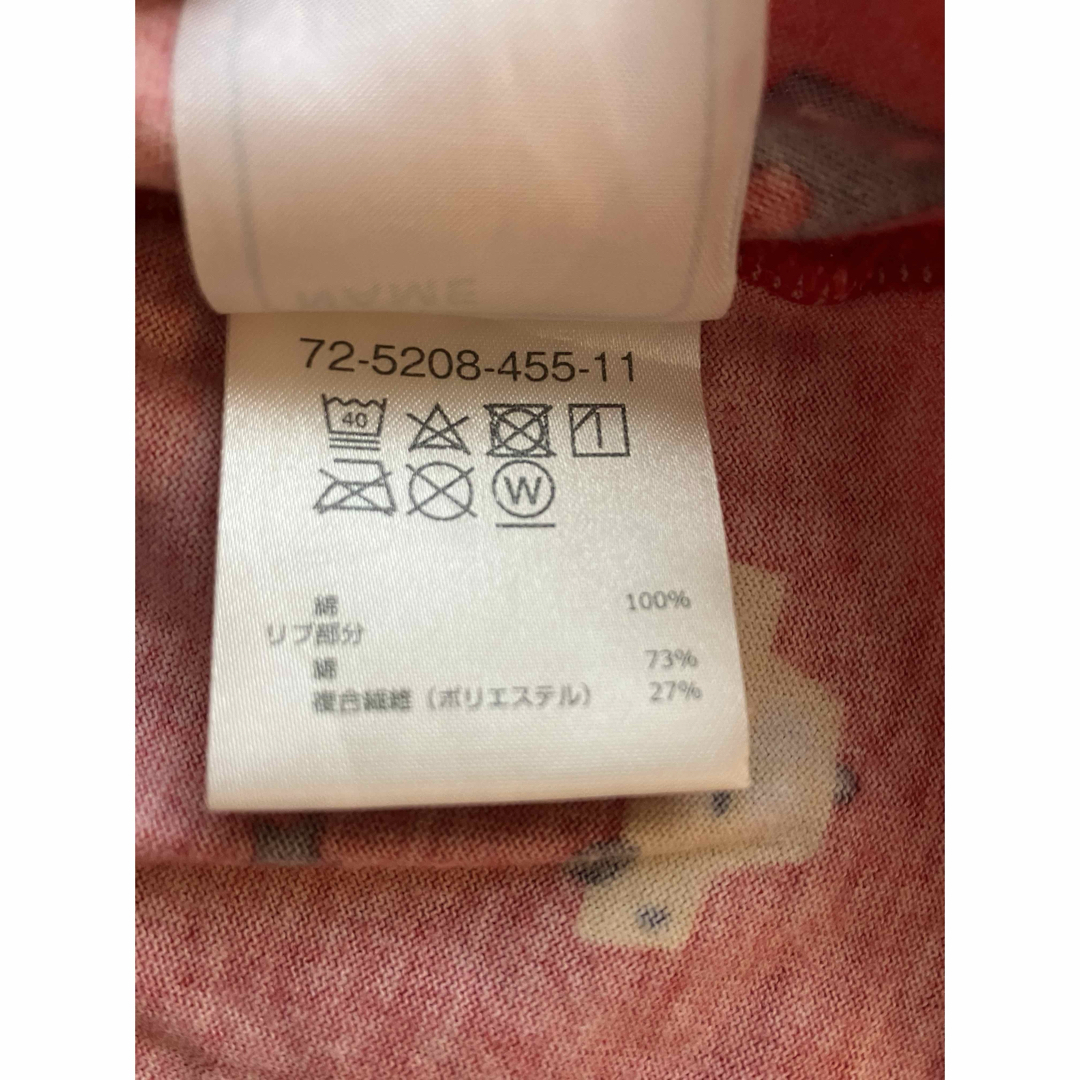 NAME
72-5208-455-11
40
W
綿 100%
リブ部分
綿 73%
複合繊維（ポリエステル） 27%